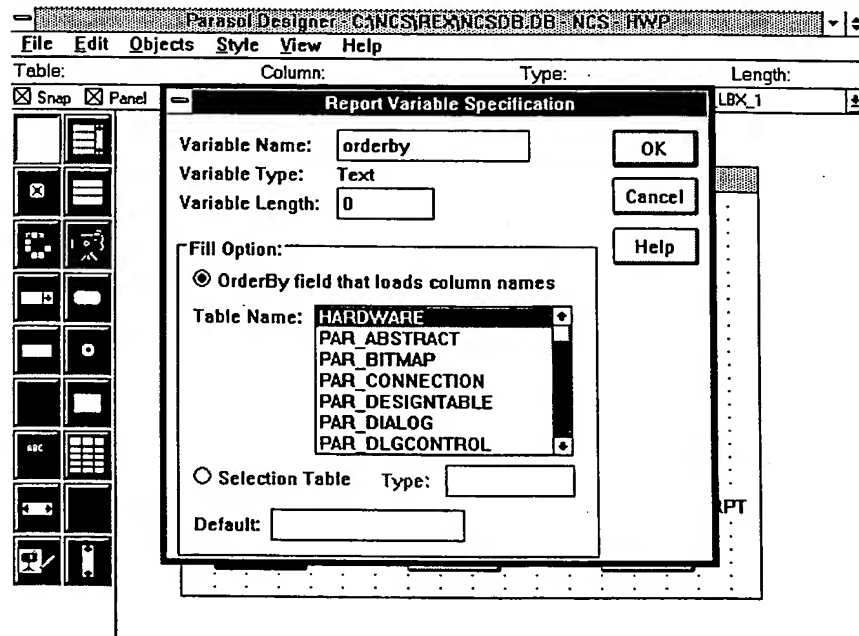 Parasol Designer - C:\NCS\REX\NCSDB.DB - NCS - HWP
File Edit Objects Style View Help
Table: Column: Type: Length:
Snap Panel LBX_1
Report Variable Specification
Variable Name: orderby OK
Variable Type: Text
Variable Length: 0 Cancel
Fill Option: Help
OrderBy field that loads column names
Table Name: HARDWARE
PAR_ABSTRACT
PAR_BITMAP
PAR_CONNECTION
PAR_DESIGNTABLE
PAR_DIALOG
PAR_DLGCONTROL
ABC
Selection Table Type:
RPT
Default: